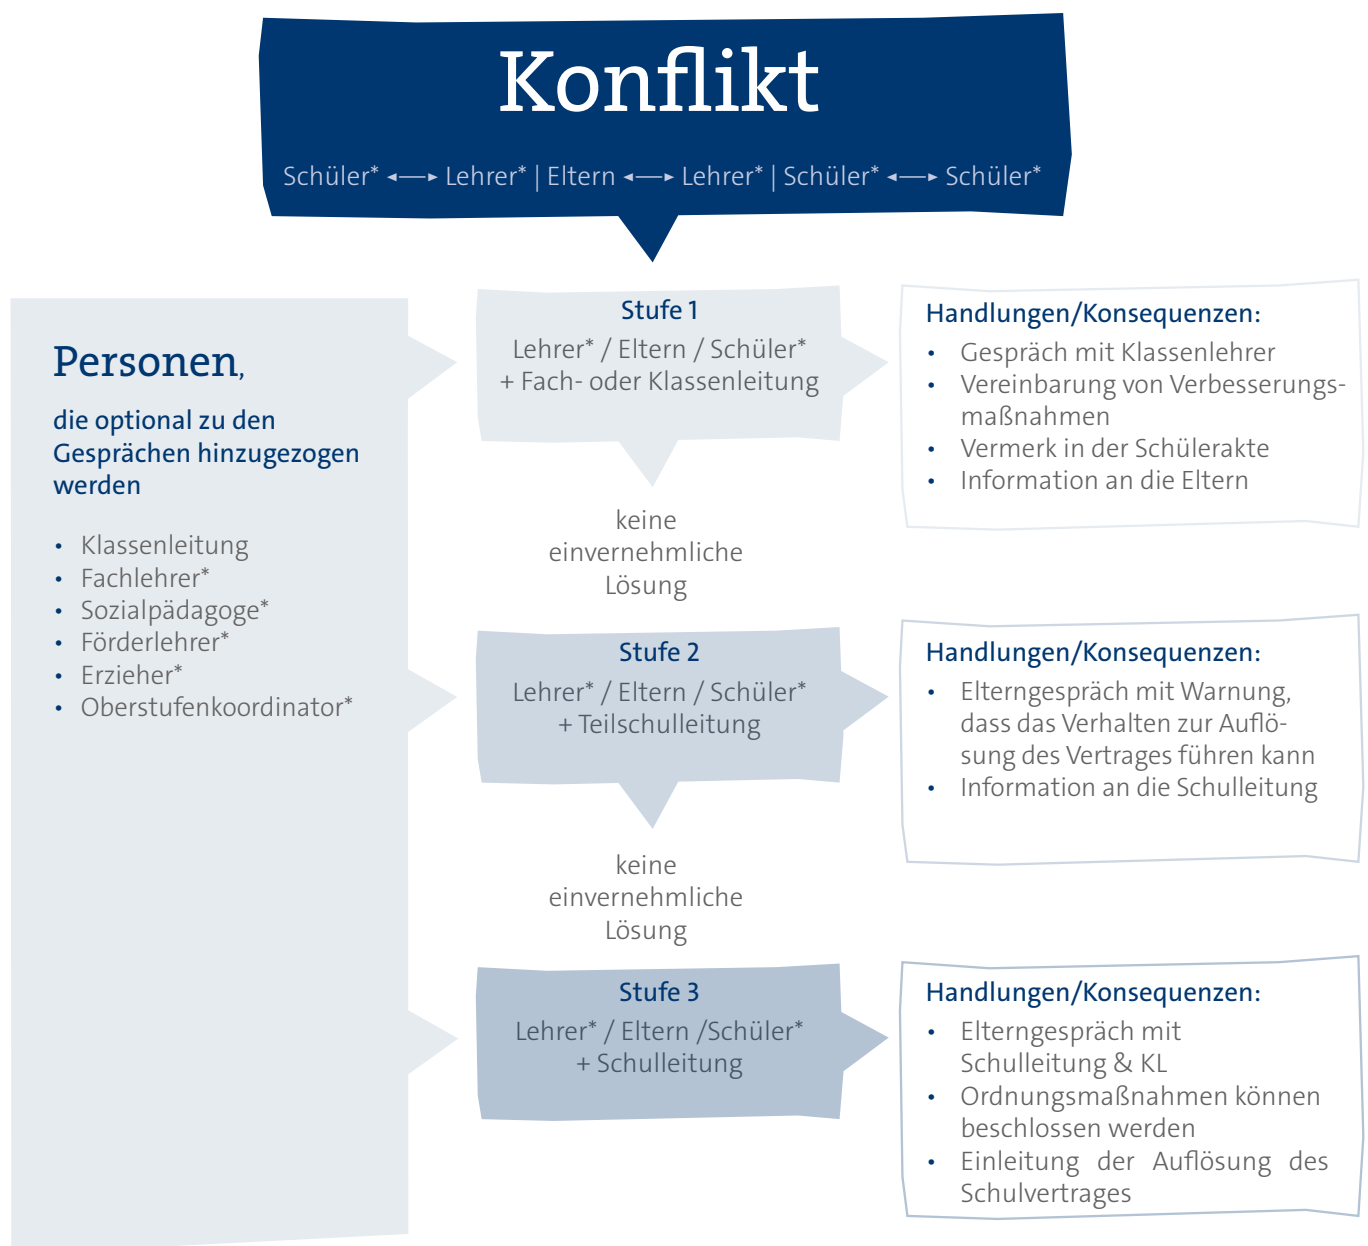 Konflikt
Schüler* ◄—► Lehrer* | Eltern ◄—► Lehrer* | Schüler* ◄—► Schüler*
Personen,
die optional zu den
Gesprächen hinzugezogen
werden
• Klassenleitung
• Fachlehrer*
• Sozialpädagoge*
• Förderlehrer*
• Erzieher*
• Oberstufenkoordinator*
Stufe 1
Lehrer* / Eltern / Schüler*
+ Fach- oder Klassenleitung
Handlungen/Konsequenzen:
• Gespräch mit Klassenlehrer
• Vereinbarung von Verbesserungs-
maßnahmen
• Vermerk in der Schülerakte
• Information an die Eltern
keine
einvernehmliche
Lösung
Stufe 2
Lehrer* / Eltern / Schüler*
+ Teilschulleitung
Handlungen/Konsequenzen:
• Elterngespräch mit Warnung,
dass das Verhalten zur Auflö-
sung des Vertrages führen kann
• Information an die Schulleitung
keine
einvernehmliche
Lösung
Stufe 3
Lehrer* / Eltern /Schüler*
+ Schulleitung
Handlungen/Konsequenzen:
• Elterngespräch mit
Schulleitung & KL
• Ordnungsmaßnahmen können
beschlossen werden
• Einleitung der Auflösung des
Schulvertrages